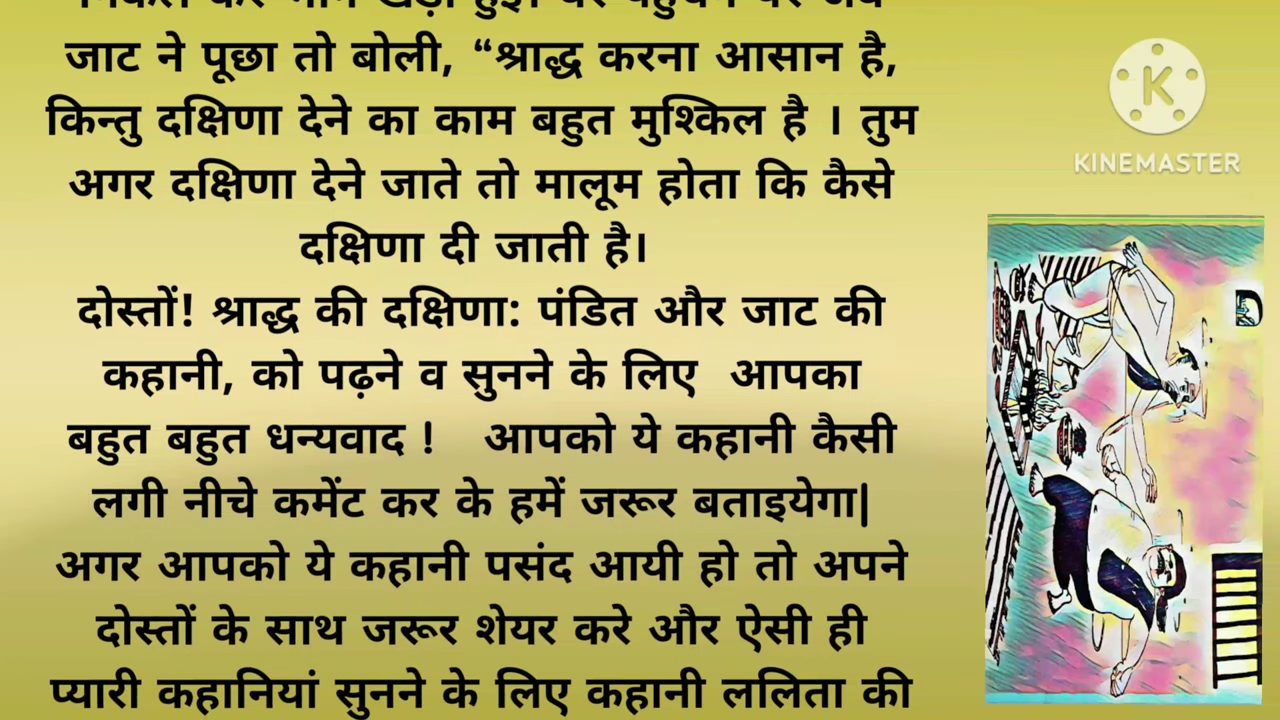 जाट ने पूछा तो बोली, “श्राद्ध करना आसान है,
किन्तु दक्षिणा देने का काम बहुत मुश्किल है । तुम
अगर दक्षिणा देने जाते तो मालूम होता कि कैसे
दक्षिणा दी जाती है।
दोस्तों! श्राद्ध की दक्षिणा: पंडित और जाट की
कहानी, को पढ़ने व सुनने के लिए आपका
बहुत बहुत धन्यवाद ! आपको ये कहानी कैसी
लगी नीचे कमेंट कर के हमें जरूर बताइयेगा|
अगर आपको ये कहानी पसंद आयी हो तो अपने
दोस्तों के साथ जरूर शेयर करे और ऐसी ही
प्यारी कहानियां सुनने के लिए कहानी ललिता की
K
KINEMASTER
D